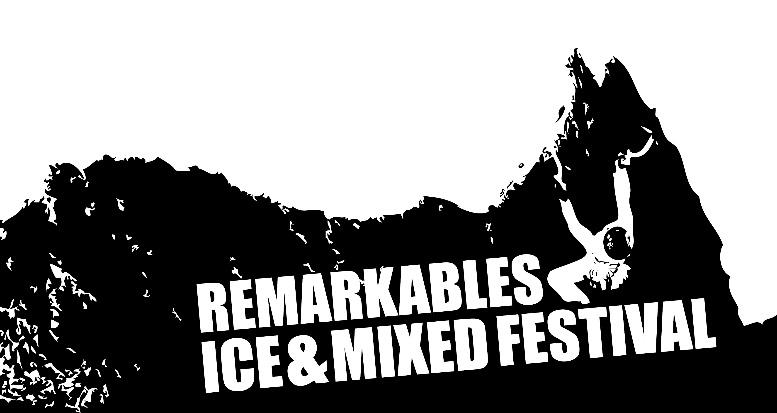 REMARKABLES
ICE & MIXED FESTIVAL